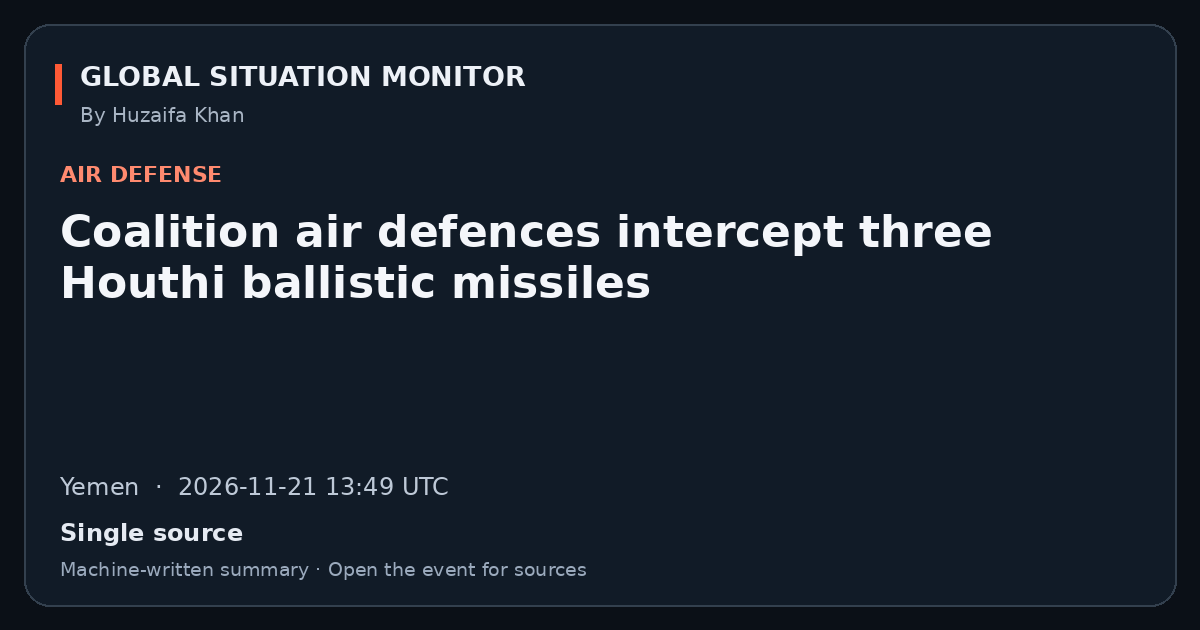 GLOBAL SITUATION MONITOR
By Huzaifa Khan
AIR DEFENSE
Coalition air defences intercept three
Houthi ballistic missiles
Yemen · 2026-11-21 13:49 UTC
Single source
Machine-written summary · Open the event for sources